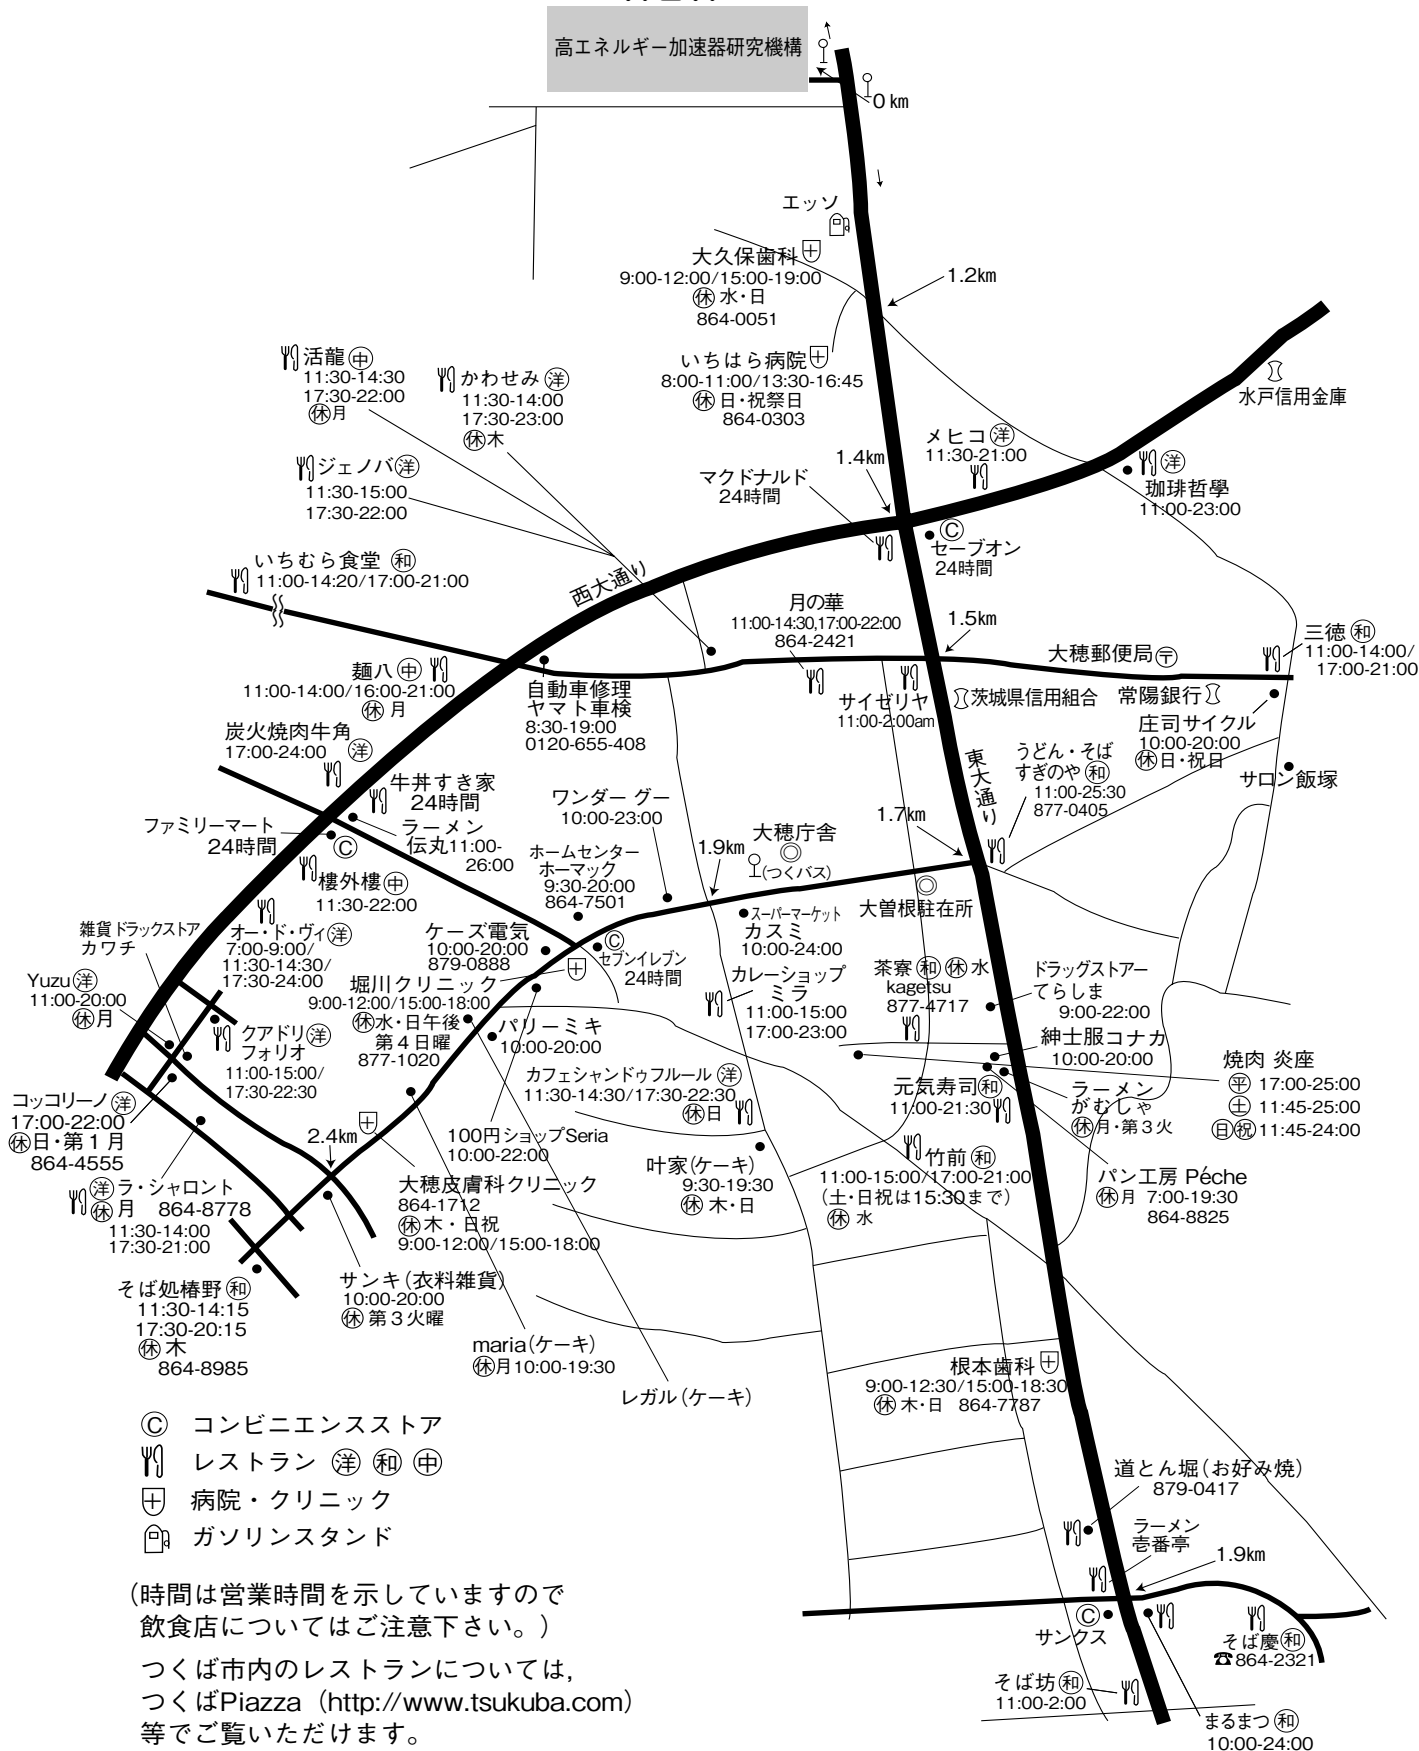 高エネルギー加速器研究機構
0㎞
エッソ
大久保歯科
9:00-12:00/15:00-19:00
㊡水・日
864-0051
1.2㎞
いちはら病院
8:00-11:00/13:30-16:45
㊡日・祝祭日
864-0303
水戸信用金庫
活龍㊥
11:30-14:30
17:30-22:00
㊡月
かわせみ(洋)
11:30-14:00
17:30-23:00
㊡木
ジェノバ(洋)
11:30-15:00
17:30-22:00
メヒコ(洋)
11:30-21:00
1.4㎞
マクドナルド
24時間
(洋)
珈琲哲學
11:00-23:00
Ⓒ
セーブオン
24時間
いちむら食堂 (和)
11:00-14:20/17:00-21:00
西大通り
月の華
11:00-14:30,17:00-22:00
864-2421
1.5㎞
大穂郵便局〶
三徳(和)
11:00-14:00/
17:00-21:00
麺八㊥
11:00-14:00/16:00-21:00
㊡月
自動車修理
ヤマト車検
8:30-19:00
0120-655-408
サイゼリヤ
11:00-2:00am
茨城県信用組合
常陽銀行
庄司サイクル
10:00-20:00
㊡日・祝日
サロン飯塚
炭火焼肉牛角
17:00-24:00 (洋)
牛丼すき家
24時間
東大通り
うどん・そば
すぎのや(和)
11:00-25:30
877-0405
ファミリーマート
24時間
Ⓒ
ラーメン
伝丸11:00-
26:00
ワンダー グー
10:00-23:00
1.9㎞
大穂庁舎
◎
(つくバス)
1.7㎞
樓外樓㊥
11:30-22:00
ホームセンター
ホーマック
9:30-20:00
864-7501
◎
大曽根駐在所
雑貨 ドラックストア
カワチ
オー・ド・ヴィ(洋)
7:00-9:00/
11:30-14:30/
17:30-24:00
ケーズ電気
10:00-20:00
879-0888
Ⓒ
セブンイレブン
24時間
スーパーマーケット
カスミ
10:00-24:00
Yuzu(洋)
11:00-20:00
㊡月
堀川クリニック
9:00-12:00/15:00-18:00
㊡水・日午後
第4日曜
877-1020
カレーショップ
ミラ
11:00-15:00
17:00-23:00
茶寮(和)㊡水
kagetsu
877-4717
ドラッグストアー
てらしま
9:00-22:00
クアドリ(洋)
フォリオ
11:00-15:00/
17:30-22:30
パリーミキ
10:00-20:00
紳士服コナカ
10:00-20:00
焼肉 炎座
(平) 17:00-25:00
㊏ 11:45-25:00
㊐㊗11:45-24:00
カフェシャンドゥフルール (洋)
11:30-14:30/17:30-22:30
㊡日
元気寿司(和)
11:00-21:30
ラーメン
がむしゃ
㊡月・第3火
コッコリーノ(洋)
17:00-22:00
㊡日・第1月
864-4555
2.4㎞
100円ショップSeria
10:00-22:00
叶家(ケーキ)
9:30-19:30
㊡ 木・日
竹前(和)
11:00-15:00/17:00-21:00
(土・日祝は15:30まで)
㊡ 水
パン工房 Péche
㊡月 7:00-19:30
864-8825
(洋)ラ・シャロント
㊡月 864-8778
11:30-14:00
17:30-21:00
大穂皮膚科クリニック
864-1712
㊡木・日祝
9:00-12:00/15:00-18:00
そば処椿野(和)
11:30-14:15
17:30-20:15
㊡木
864-8985
サンキ(衣料雑貨)
10:00-20:00
㊡第3火曜
maria(ケーキ)
㊡月10:00-19:30
レガル(ケーキ)
根本歯科
9:00-12:30/15:00-18:30
㊡木・日 864-7787
Ⓒ コンビニエンスストア
レストラン (洋) (和) ㊥
病院・クリニック
ガソリンスタンド
道とん堀(お好み焼)
879-0417
ラーメン
壱番亭
1.9㎞
Ⓒ
サンクス
そば慶(和)
☎864-2321
そば坊(和)
11:00-2:00
まるまつ(和)
10:00-24:00
(時間は営業時間を示していますので
飲食店についてはご注意下さい。)
つくば市内のレストランについては,
つくばPiazza (http://www.tsukuba.com)
等でご覧いただけます。